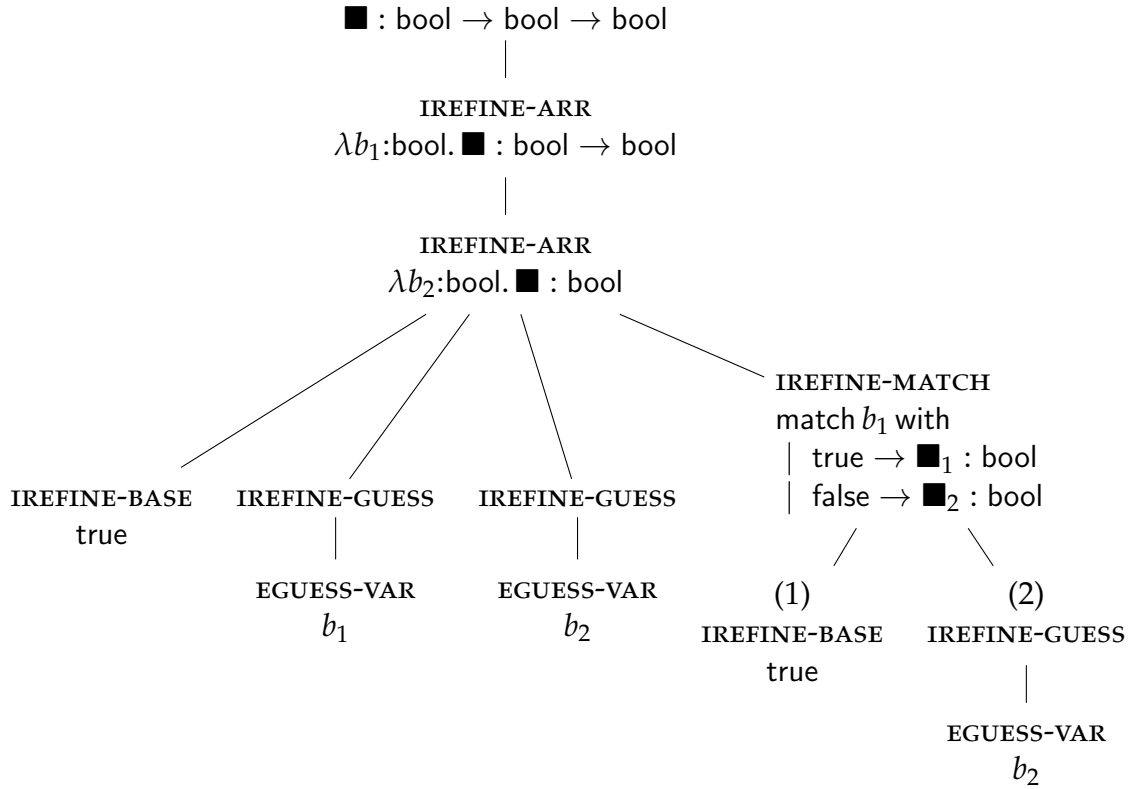 ■ : bool → bool → bool
IREFINE-ARR
λb₁:bool. ■ : bool → bool
IREFINE-ARR
λb₂:bool. ■ : bool
IREFINE-MATCH
match b₁ with
| true → ■₁ : bool
| false → ■₂ : bool
IREFINE-BASE
true
IREFINE-GUESS
EGUESS-VAR
b₁
IREFINE-GUESS
EGUESS-VAR
b₂
(1)
IREFINE-BASE
true
(2)
IREFINE-GUESS
EGUESS-VAR
b₂